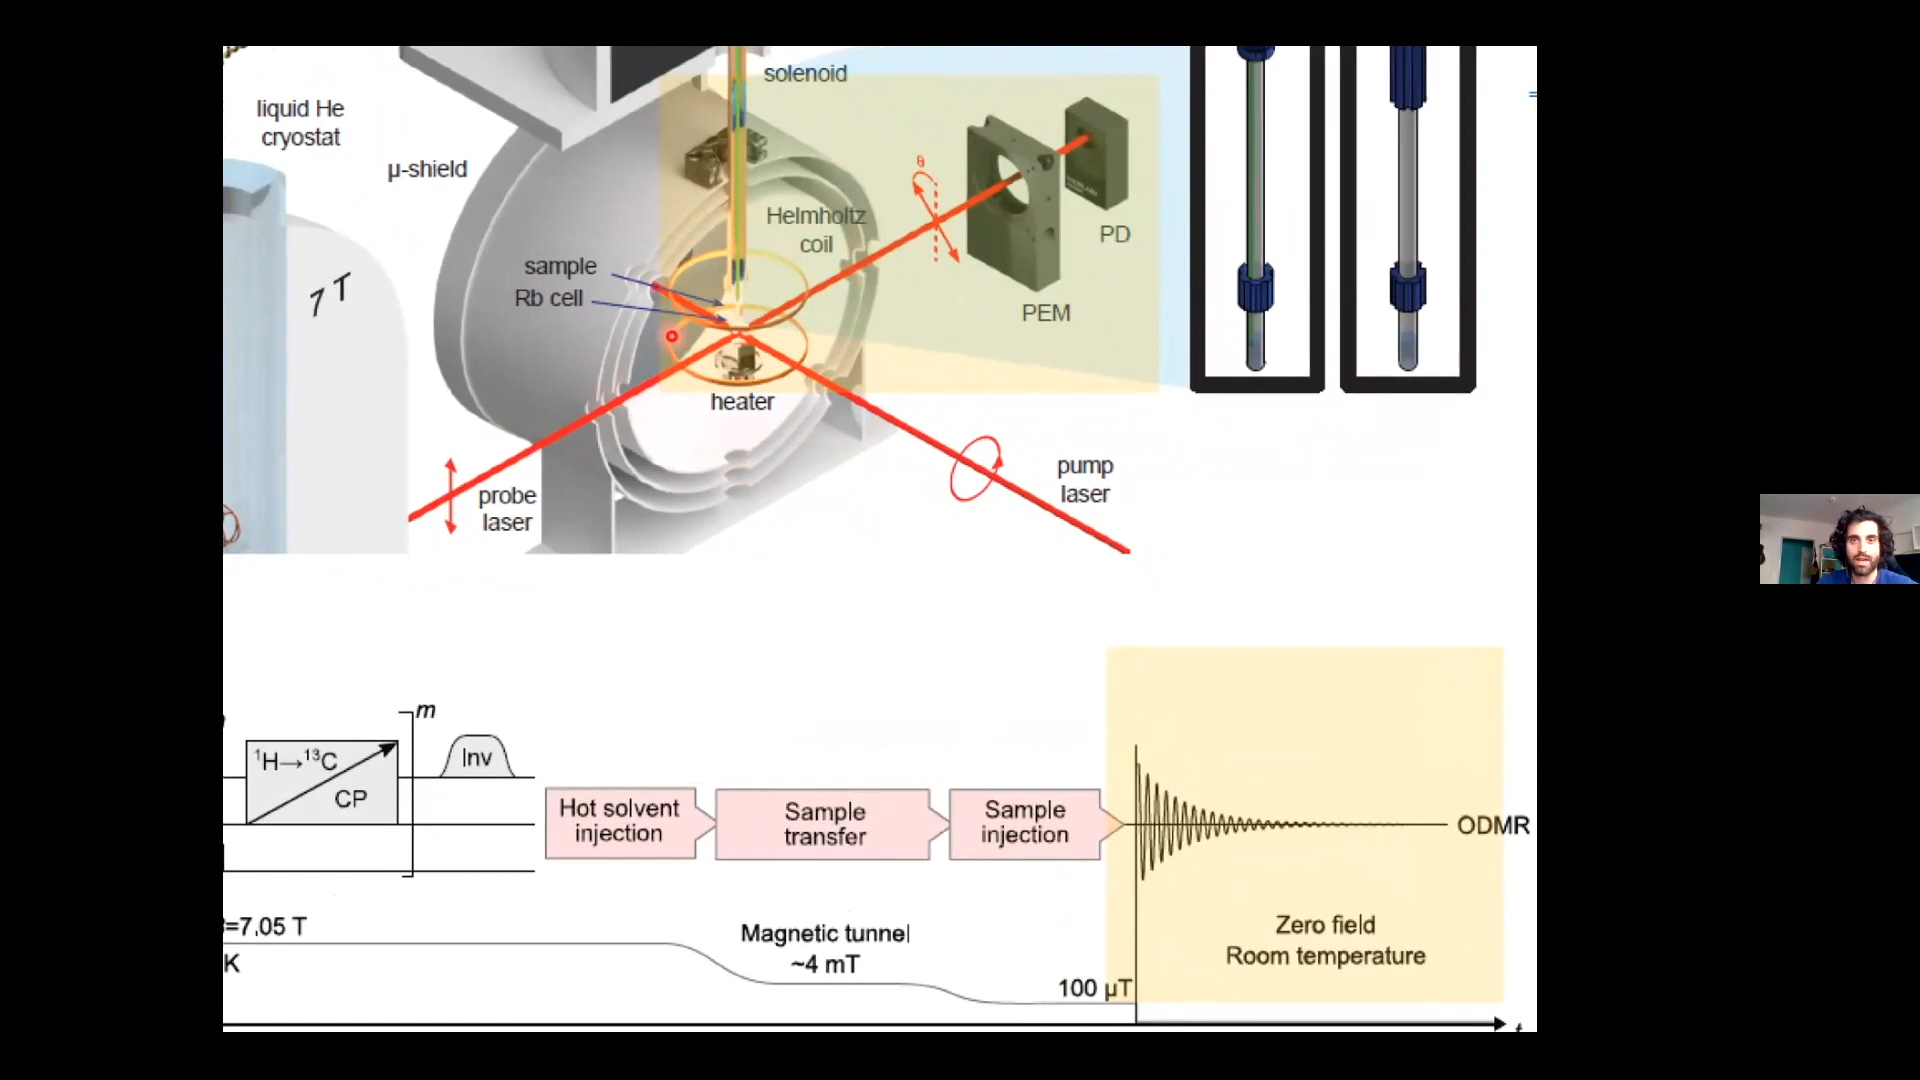 solenoid
liquid He
cryostat
μ-shield
7 T
θ
Helmholtz
coil
PD
sample
Rb cell
PEM
heater
pump
laser
probe
laser
m
¹H→¹³C
CP
Inv
Hot solvent
injection
Sample
transfer
Sample
injection
ODMR
=7.05 T
K
Magnetic tunnel
~4 mT
100 μT
Zero field
Room temperature
t